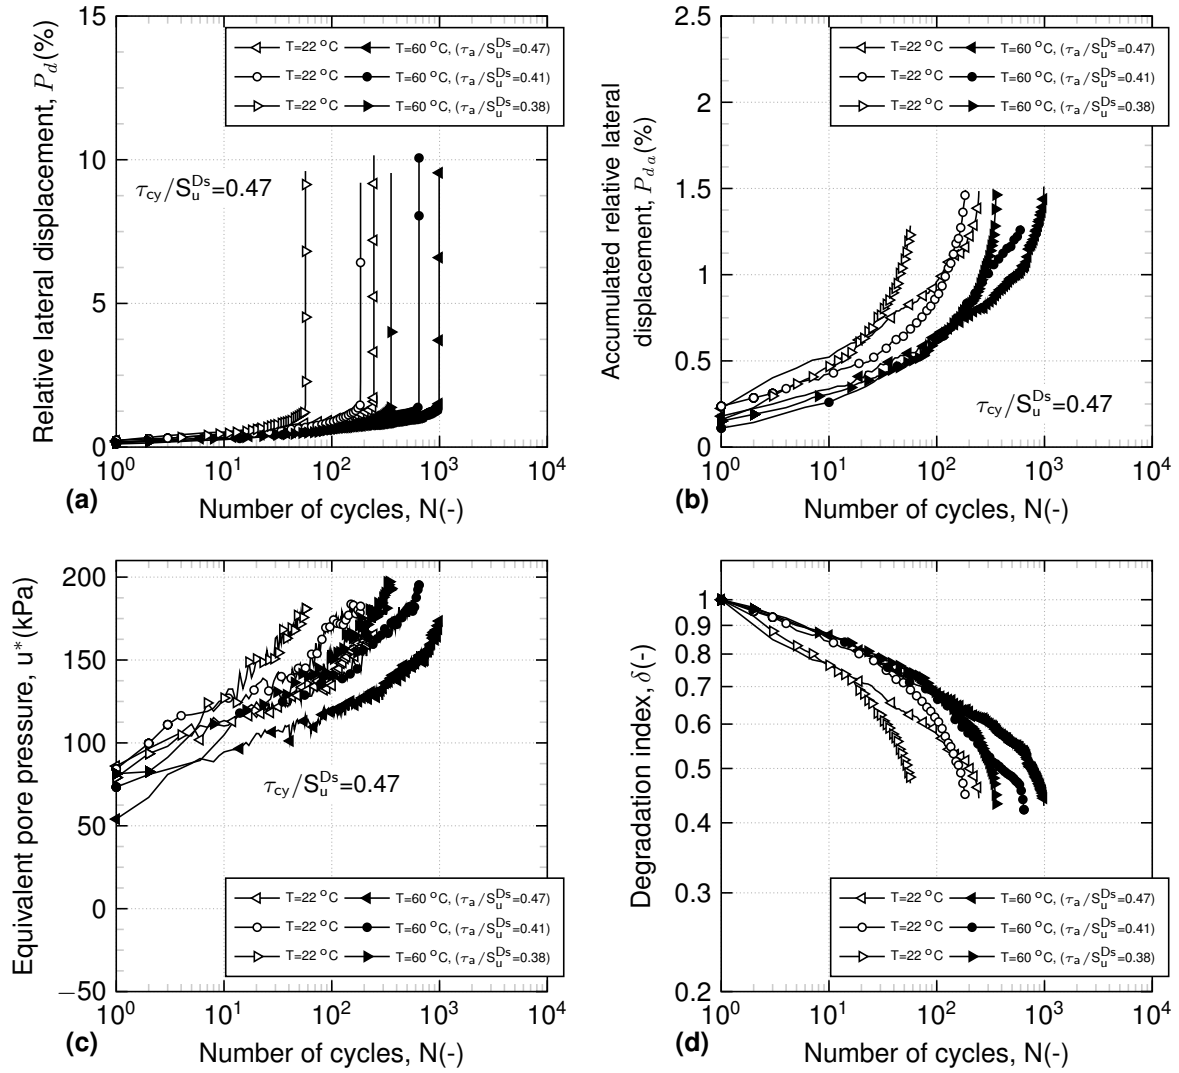 15
10
5
0
Relative lateral displacement, P_d(%)
T=22 °C T=60 °C, (τ_a/S_u^Ds=0.47)
T=22 °C T=60 °C, (τ_a/S_u^Ds=0.41)
T=22 °C T=60 °C, (τ_a/S_u^Ds=0.38)
τ_cy/S_u^Ds=0.47
10^0 10^1 10^2 10^3 10^4
(a)
Number of cycles, N(-)
2.5
2
1.5
1
0.5
0
Accumulated relative lateral
displacement, P_da(%)
T=22 °C T=60 °C, (τ_a/S_u^Ds=0.47)
T=22 °C T=60 °C, (τ_a/S_u^Ds=0.41)
T=22 °C T=60 °C, (τ_a/S_u^Ds=0.38)
τ_cy/S_u^Ds=0.47
10^0 10^1 10^2 10^3 10^4
(b)
Number of cycles, N(-)
200
150
100
50
0
−50
Equivalent pore pressure, u*(kPa)
τ_cy/S_u^Ds=0.47
T=22 °C T=60 °C, (τ_a/S_u^Ds=0.47)
T=22 °C T=60 °C, (τ_a/S_u^Ds=0.41)
T=22 °C T=60 °C, (τ_a/S_u^Ds=0.38)
10^0 10^1 10^2 10^3 10^4
(c)
Number of cycles, N(-)
1
0.9
0.8
0.7
0.6
0.5
0.4
0.3
0.2
Degradation index, δ(-)
T=22 °C T=60 °C, (τ_a/S_u^Ds=0.47)
T=22 °C T=60 °C, (τ_a/S_u^Ds=0.41)
T=22 °C T=60 °C, (τ_a/S_u^Ds=0.38)
10^0 10^1 10^2 10^3 10^4
(d)
Number of cycles, N(-)